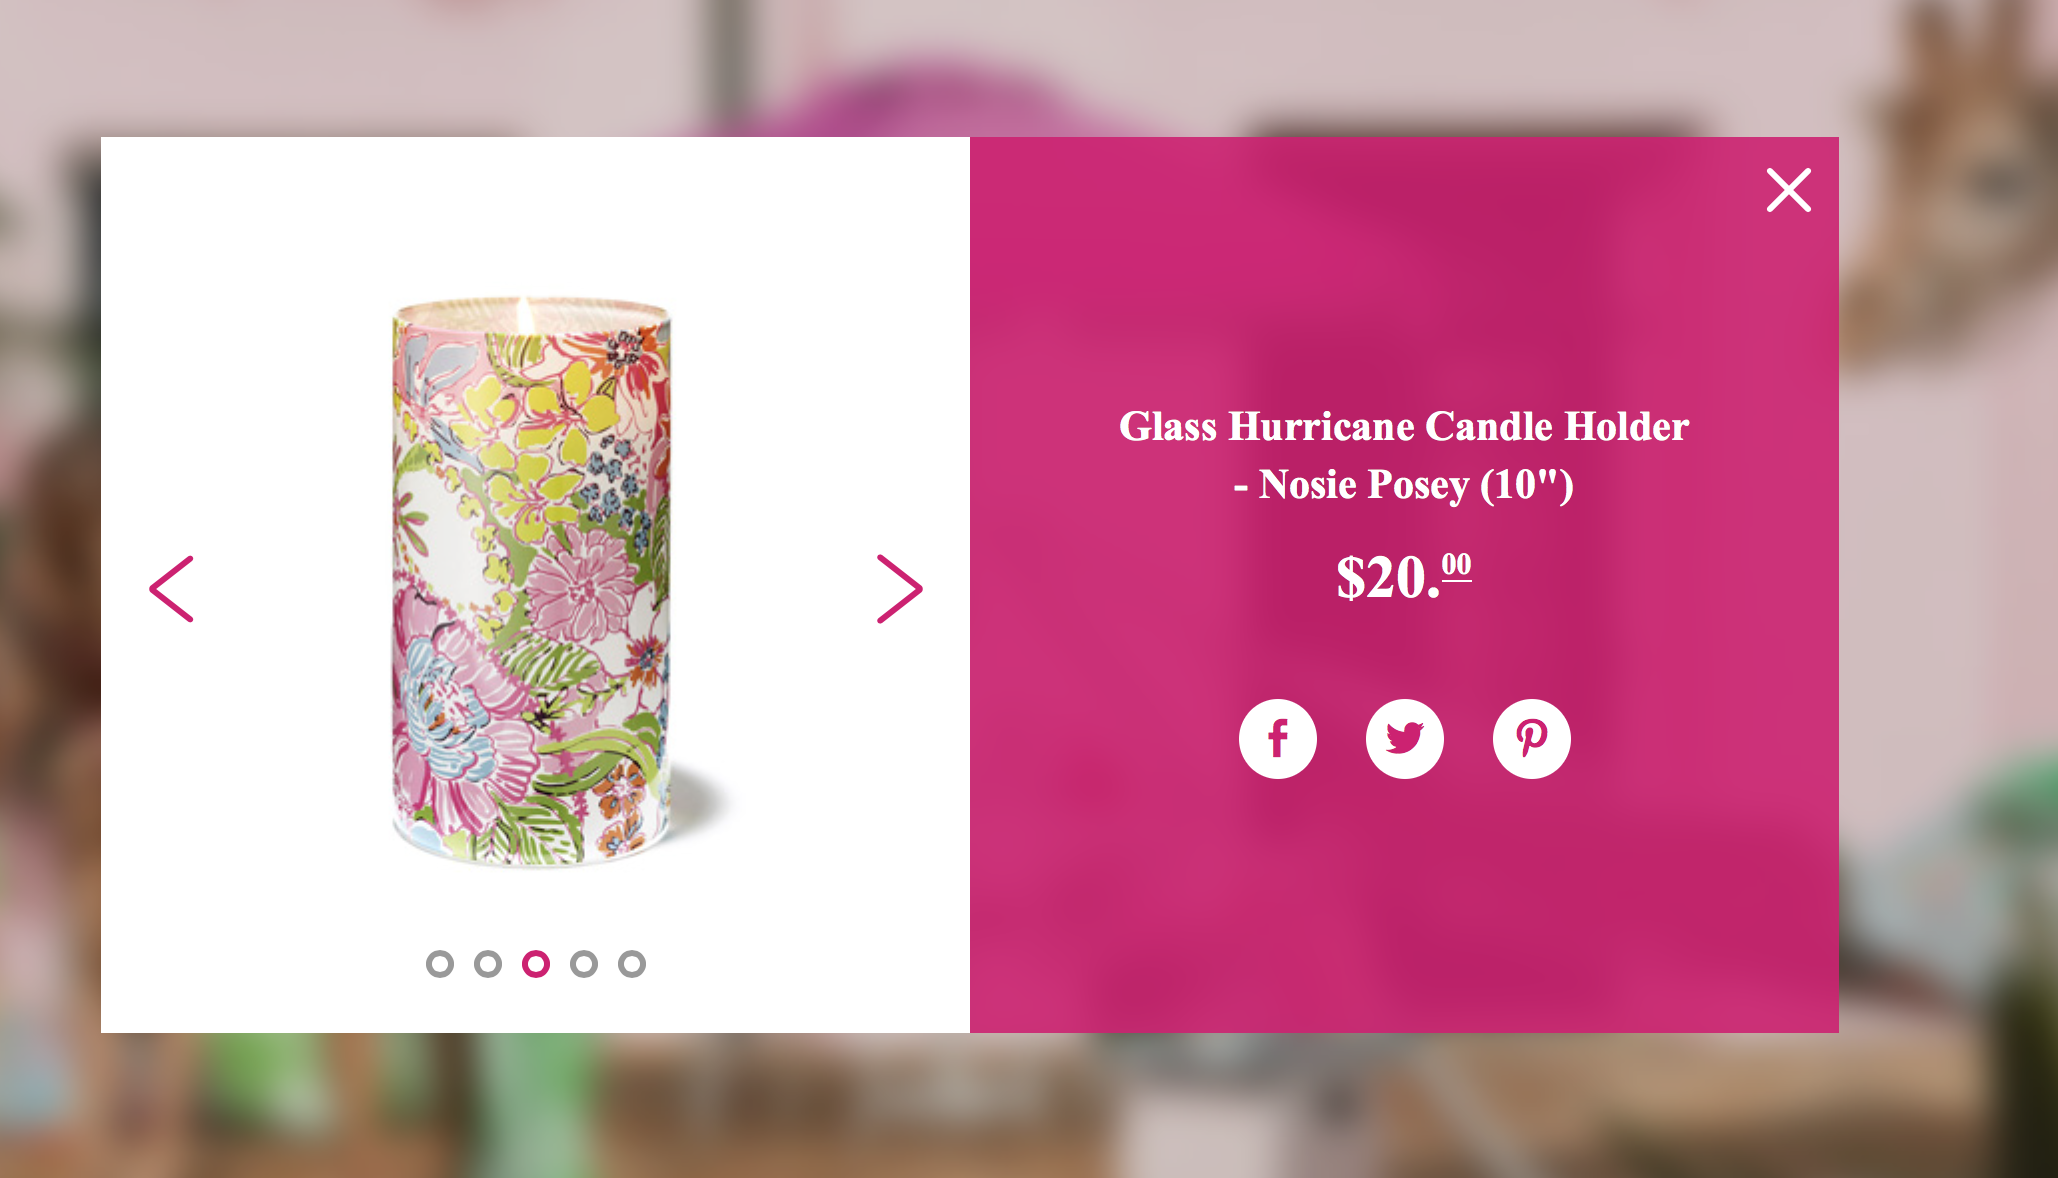 Glass Hurricane Candle Holder
- Nosie Posey (10")
$20.00